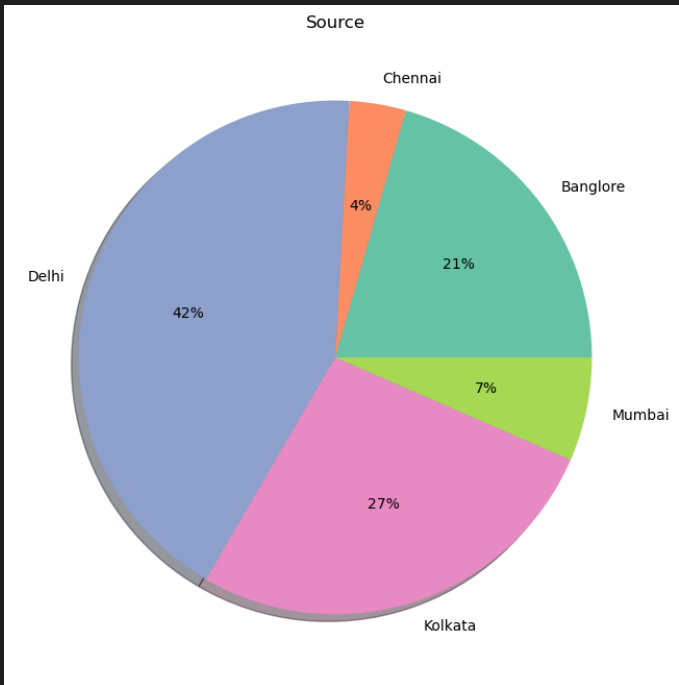 Source
Chennai
Banglore
4%
21%
Delhi
42%
7%
Mumbai
27%
Kolkata